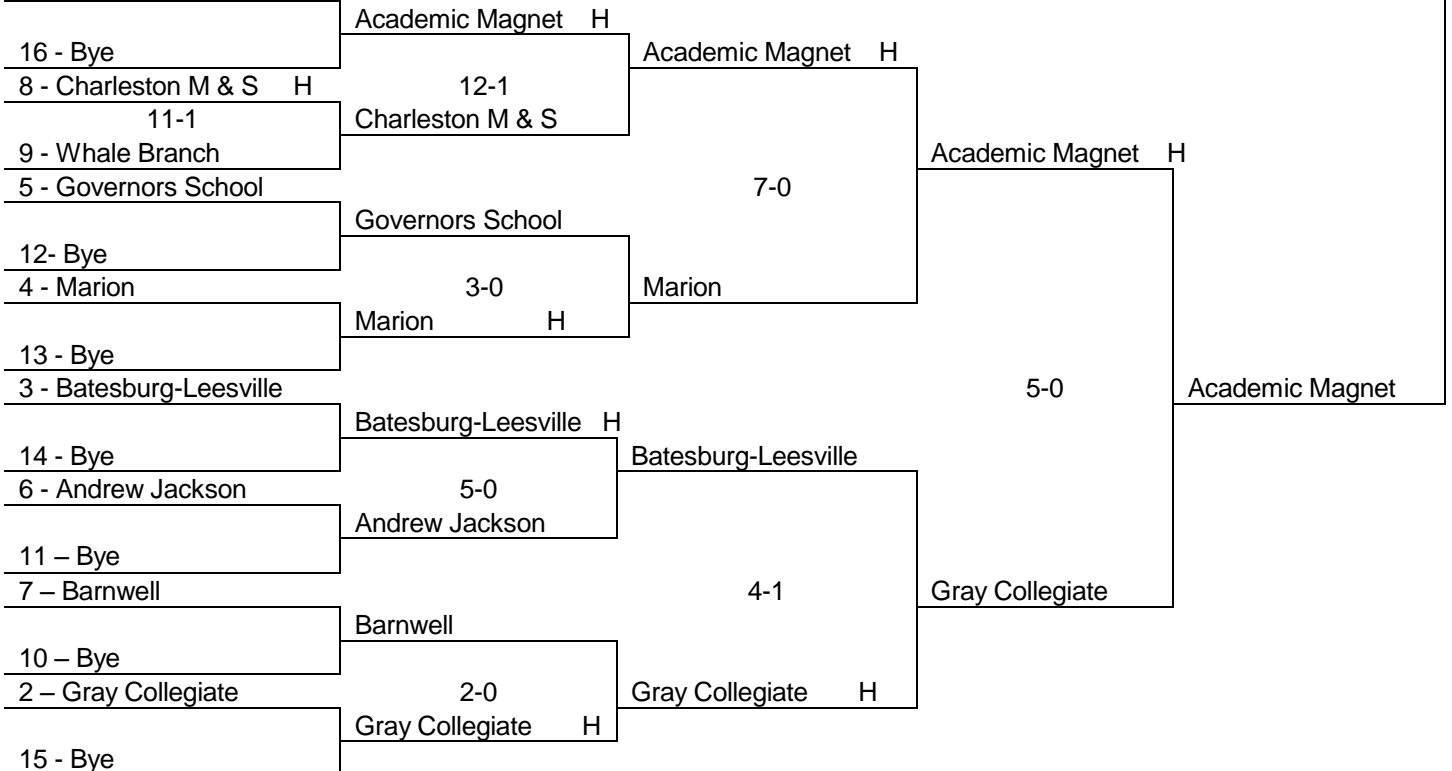 Academic Magnet H
16 - Bye
Academic Magnet H
8 - Charleston M & S H
12-1
11-1
Charleston M & S
9 - Whale Branch
Academic Magnet H
5 - Governors School
7-0
Governors School
12- Bye
4 - Marion
3-0
Marion
Marion H
13 - Bye
3 - Batesburg-Leesville
5-0
Academic Magnet
Batesburg-Leesville H
14 - Bye
Batesburg-Leesville
6 - Andrew Jackson
5-0
Andrew Jackson
11 – Bye
7 – Barnwell
4-1
Gray Collegiate
Barnwell
10 – Bye
2 – Gray Collegiate
2-0
Gray Collegiate H
Gray Collegiate H
15 - Bye